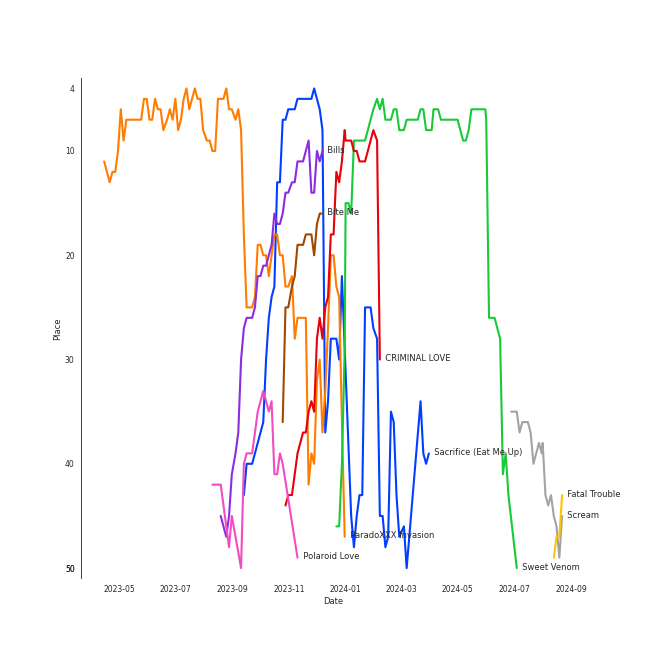 4
10
Bills
Bite Me
20
30
CRIMINAL LOVE
Place
40
Sacrifice (Eat Me Up)
Fatal Trouble
Scream
ParadoXXX Invasion
Polaroid Love
50
Sweet Venom
2023-05 2023-07 2023-09 2023-11 2024-01 2024-03 2024-05 2024-07 2024-09
Date